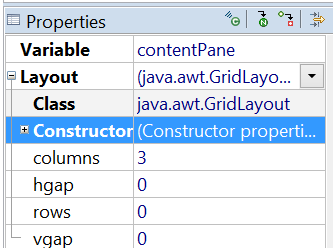 Properties
Variable contentPane
Layout (java.awt.GridLayo...
Class java.awt.GridLayout
Constructor (Constructor properti...
columns 3
hgap 0
rows 0
vgap 0